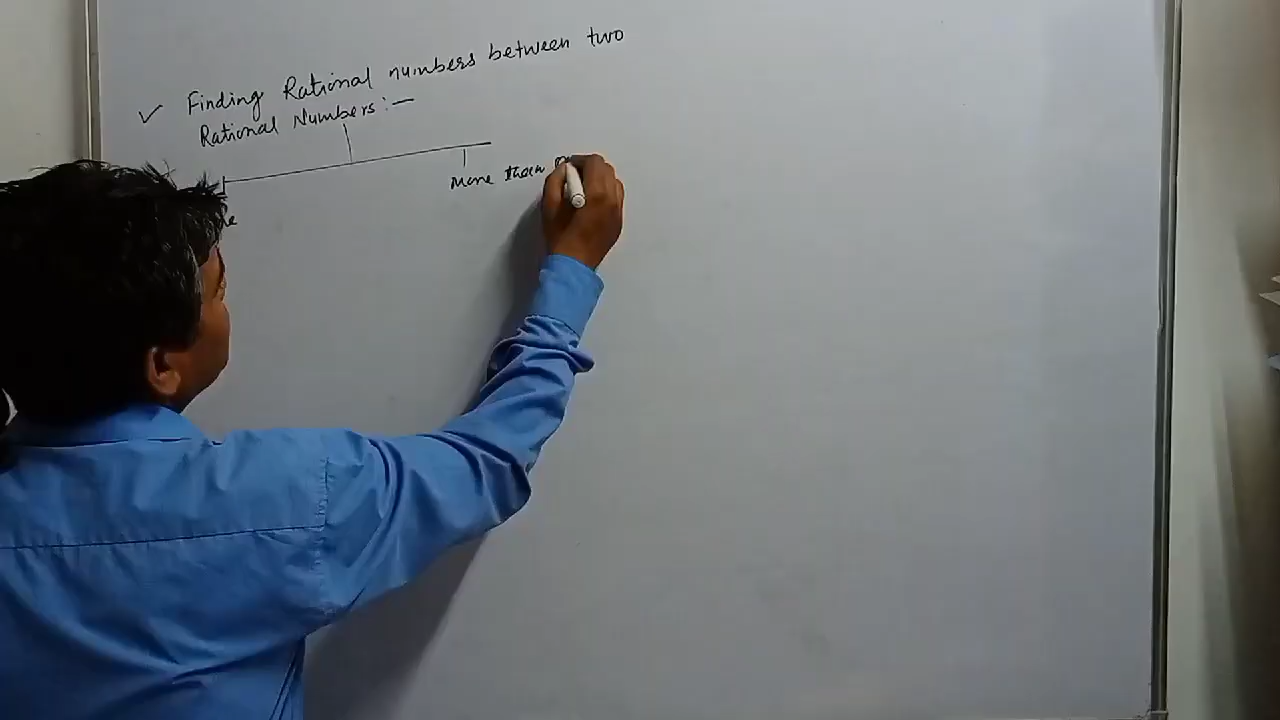 ✓ Finding Rational numbers between two
Rational Numbers:—
More than